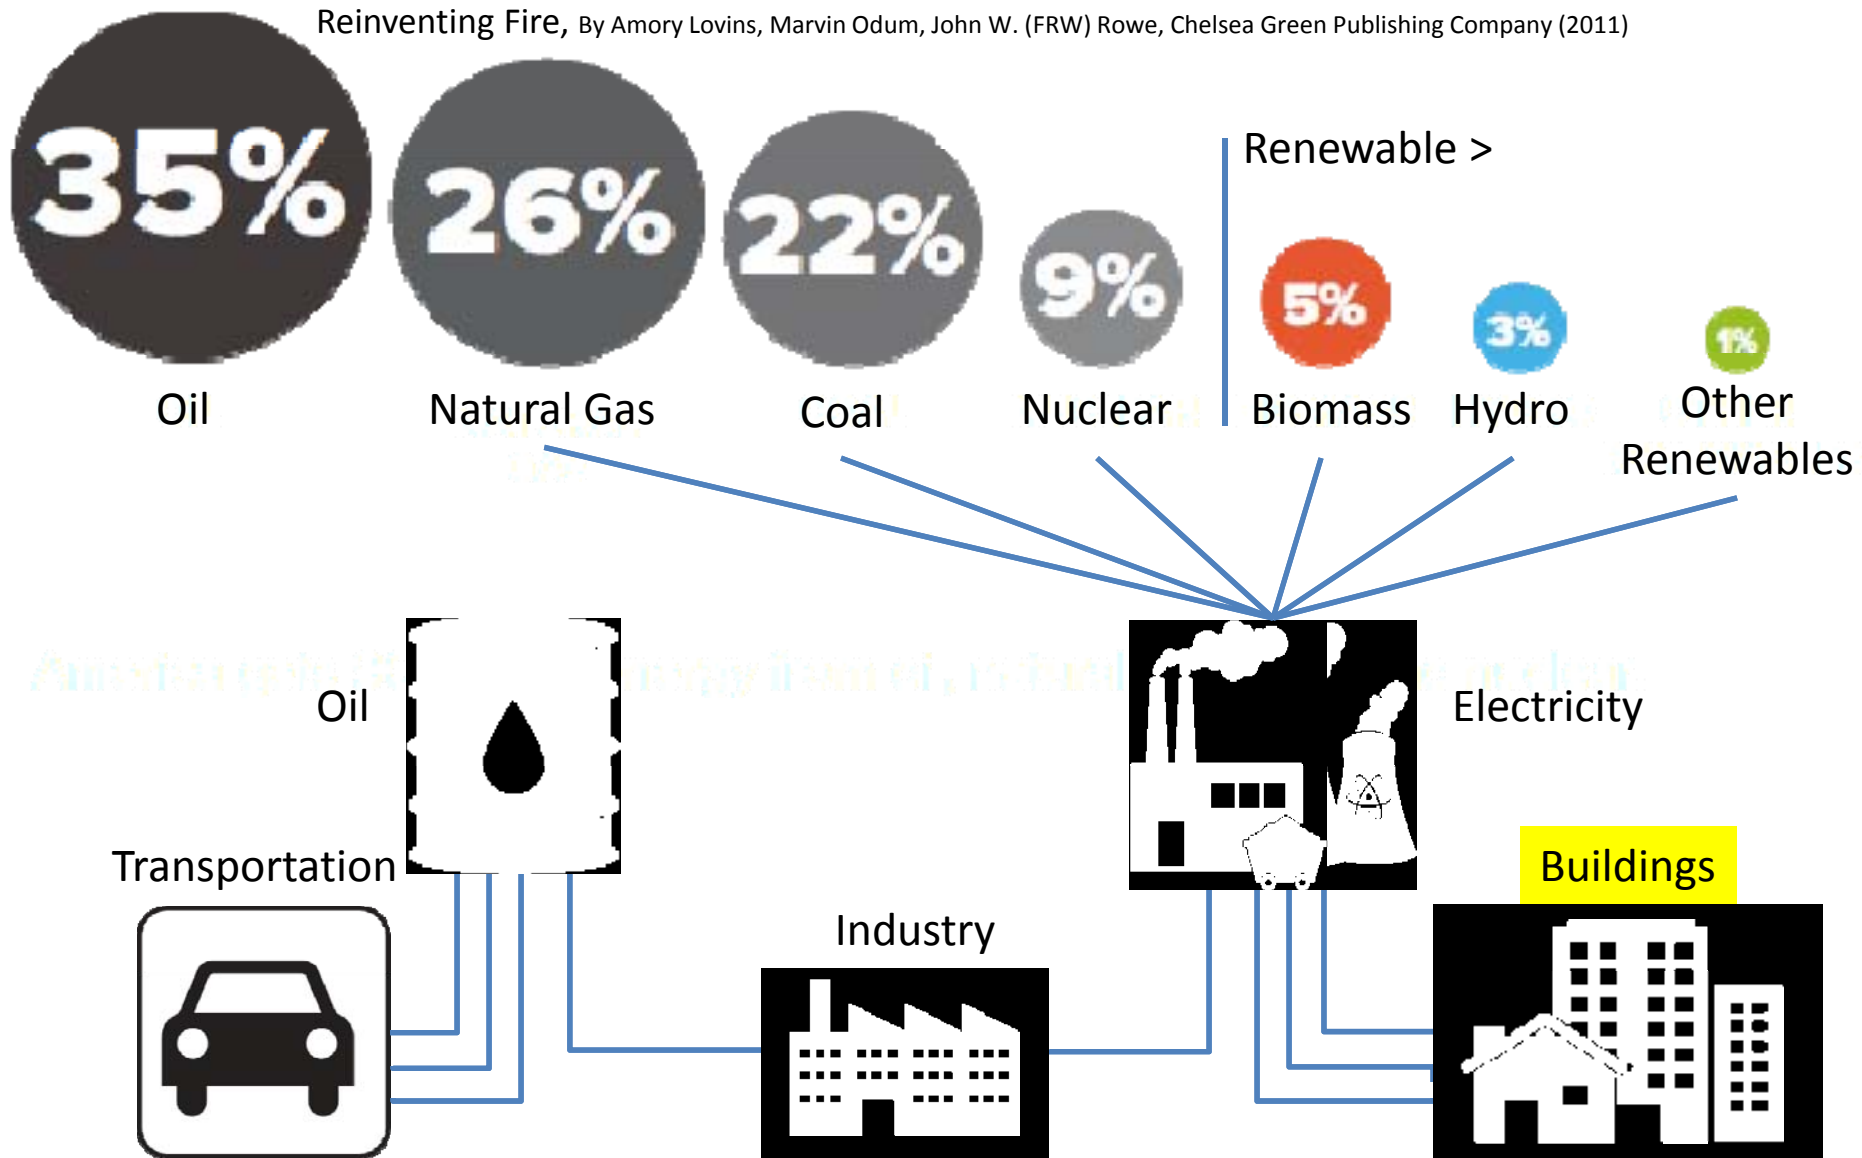 Reinventing Fire, By Amory Lovins, Marvin Odum, John W. (FRW) Rowe, Chelsea Green Publishing Company (2011)
35%
26%
22%
9%
Renewable >
5%
3%
1%
Oil
Natural Gas
Coal
Nuclear
Biomass
Hydro
Other
Renewables
Oil
Electricity
Transportation
Industry
Buildings